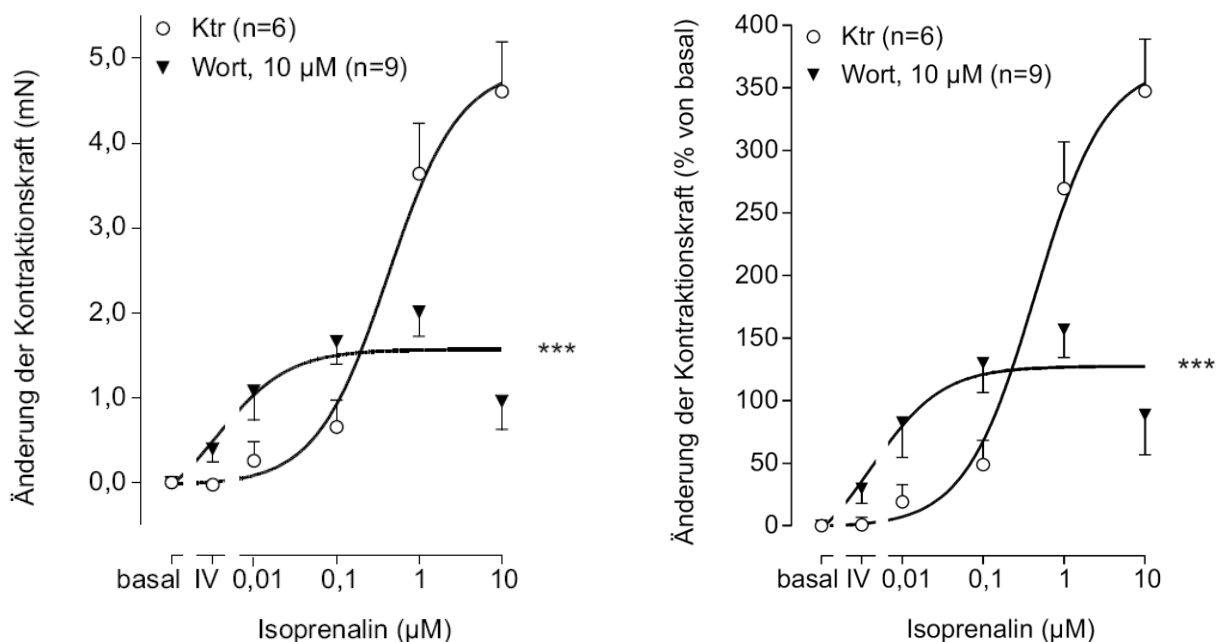 Änderung der Kontraktionskraft (mN)
Ktr (n=6)
Wort, 10 µM (n=9)
5,0
4,0
3,0
2,0
1,0
0,0
***
basal IV 0,01 0,1 1 10
Isoprenalin (µM)
Änderung der Kontraktionskraft (% von basal)
Ktr (n=6)
Wort, 10 µM (n=9)
400
350
300
250
200
150
100
50
0
***
basal IV 0,01 0,1 1 10
Isoprenalin (µM)